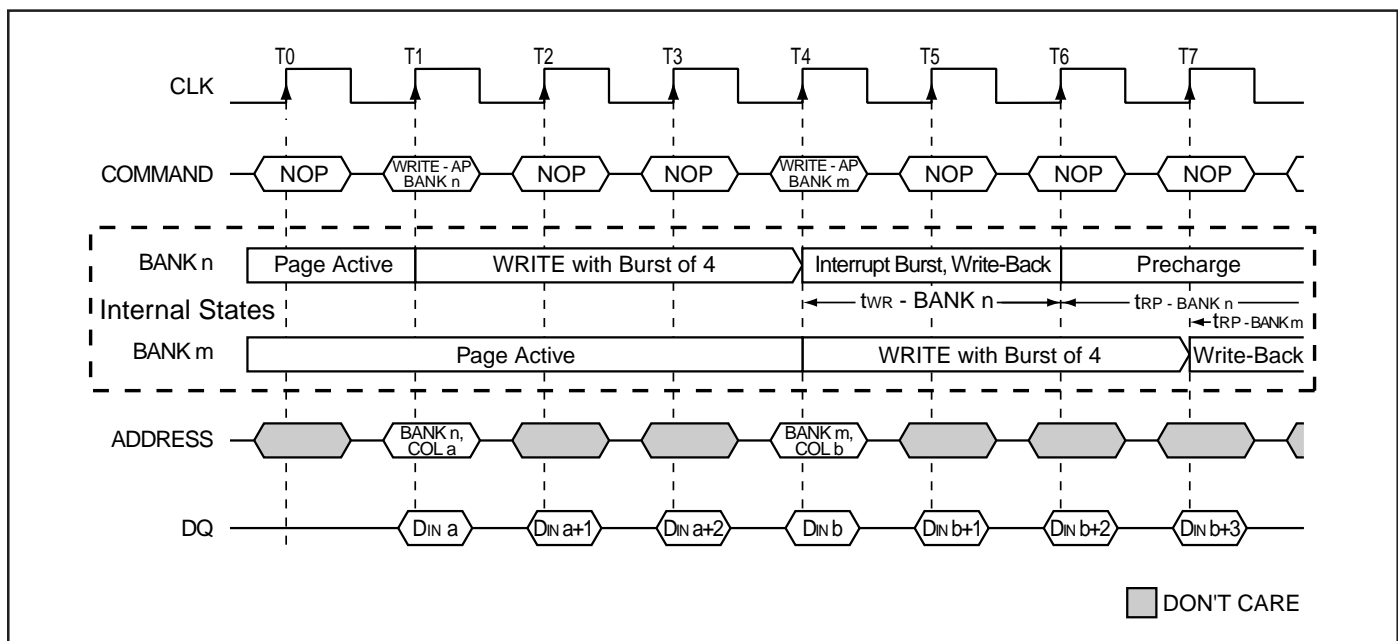 T0 T1 T2 T3 T4 T5 T6 T7
CLK
COMMAND NOP WRITE - AP BANK n NOP NOP WRITE - AP BANK m NOP NOP NOP
BANK n Page Active WRITE with Burst of 4 Interrupt Burst, Write-Back Precharge
tWR - BANK n tRP - BANK n
Internal States
tRP - BANK m
BANK m Page Active WRITE with Burst of 4 Write-Back
ADDRESS BANK n, COL a BANK m, COL b
DQ DIN a DIN a+1 DIN a+2 DIN b DIN b+1 DIN b+2 DIN b+3
DON'T CARE